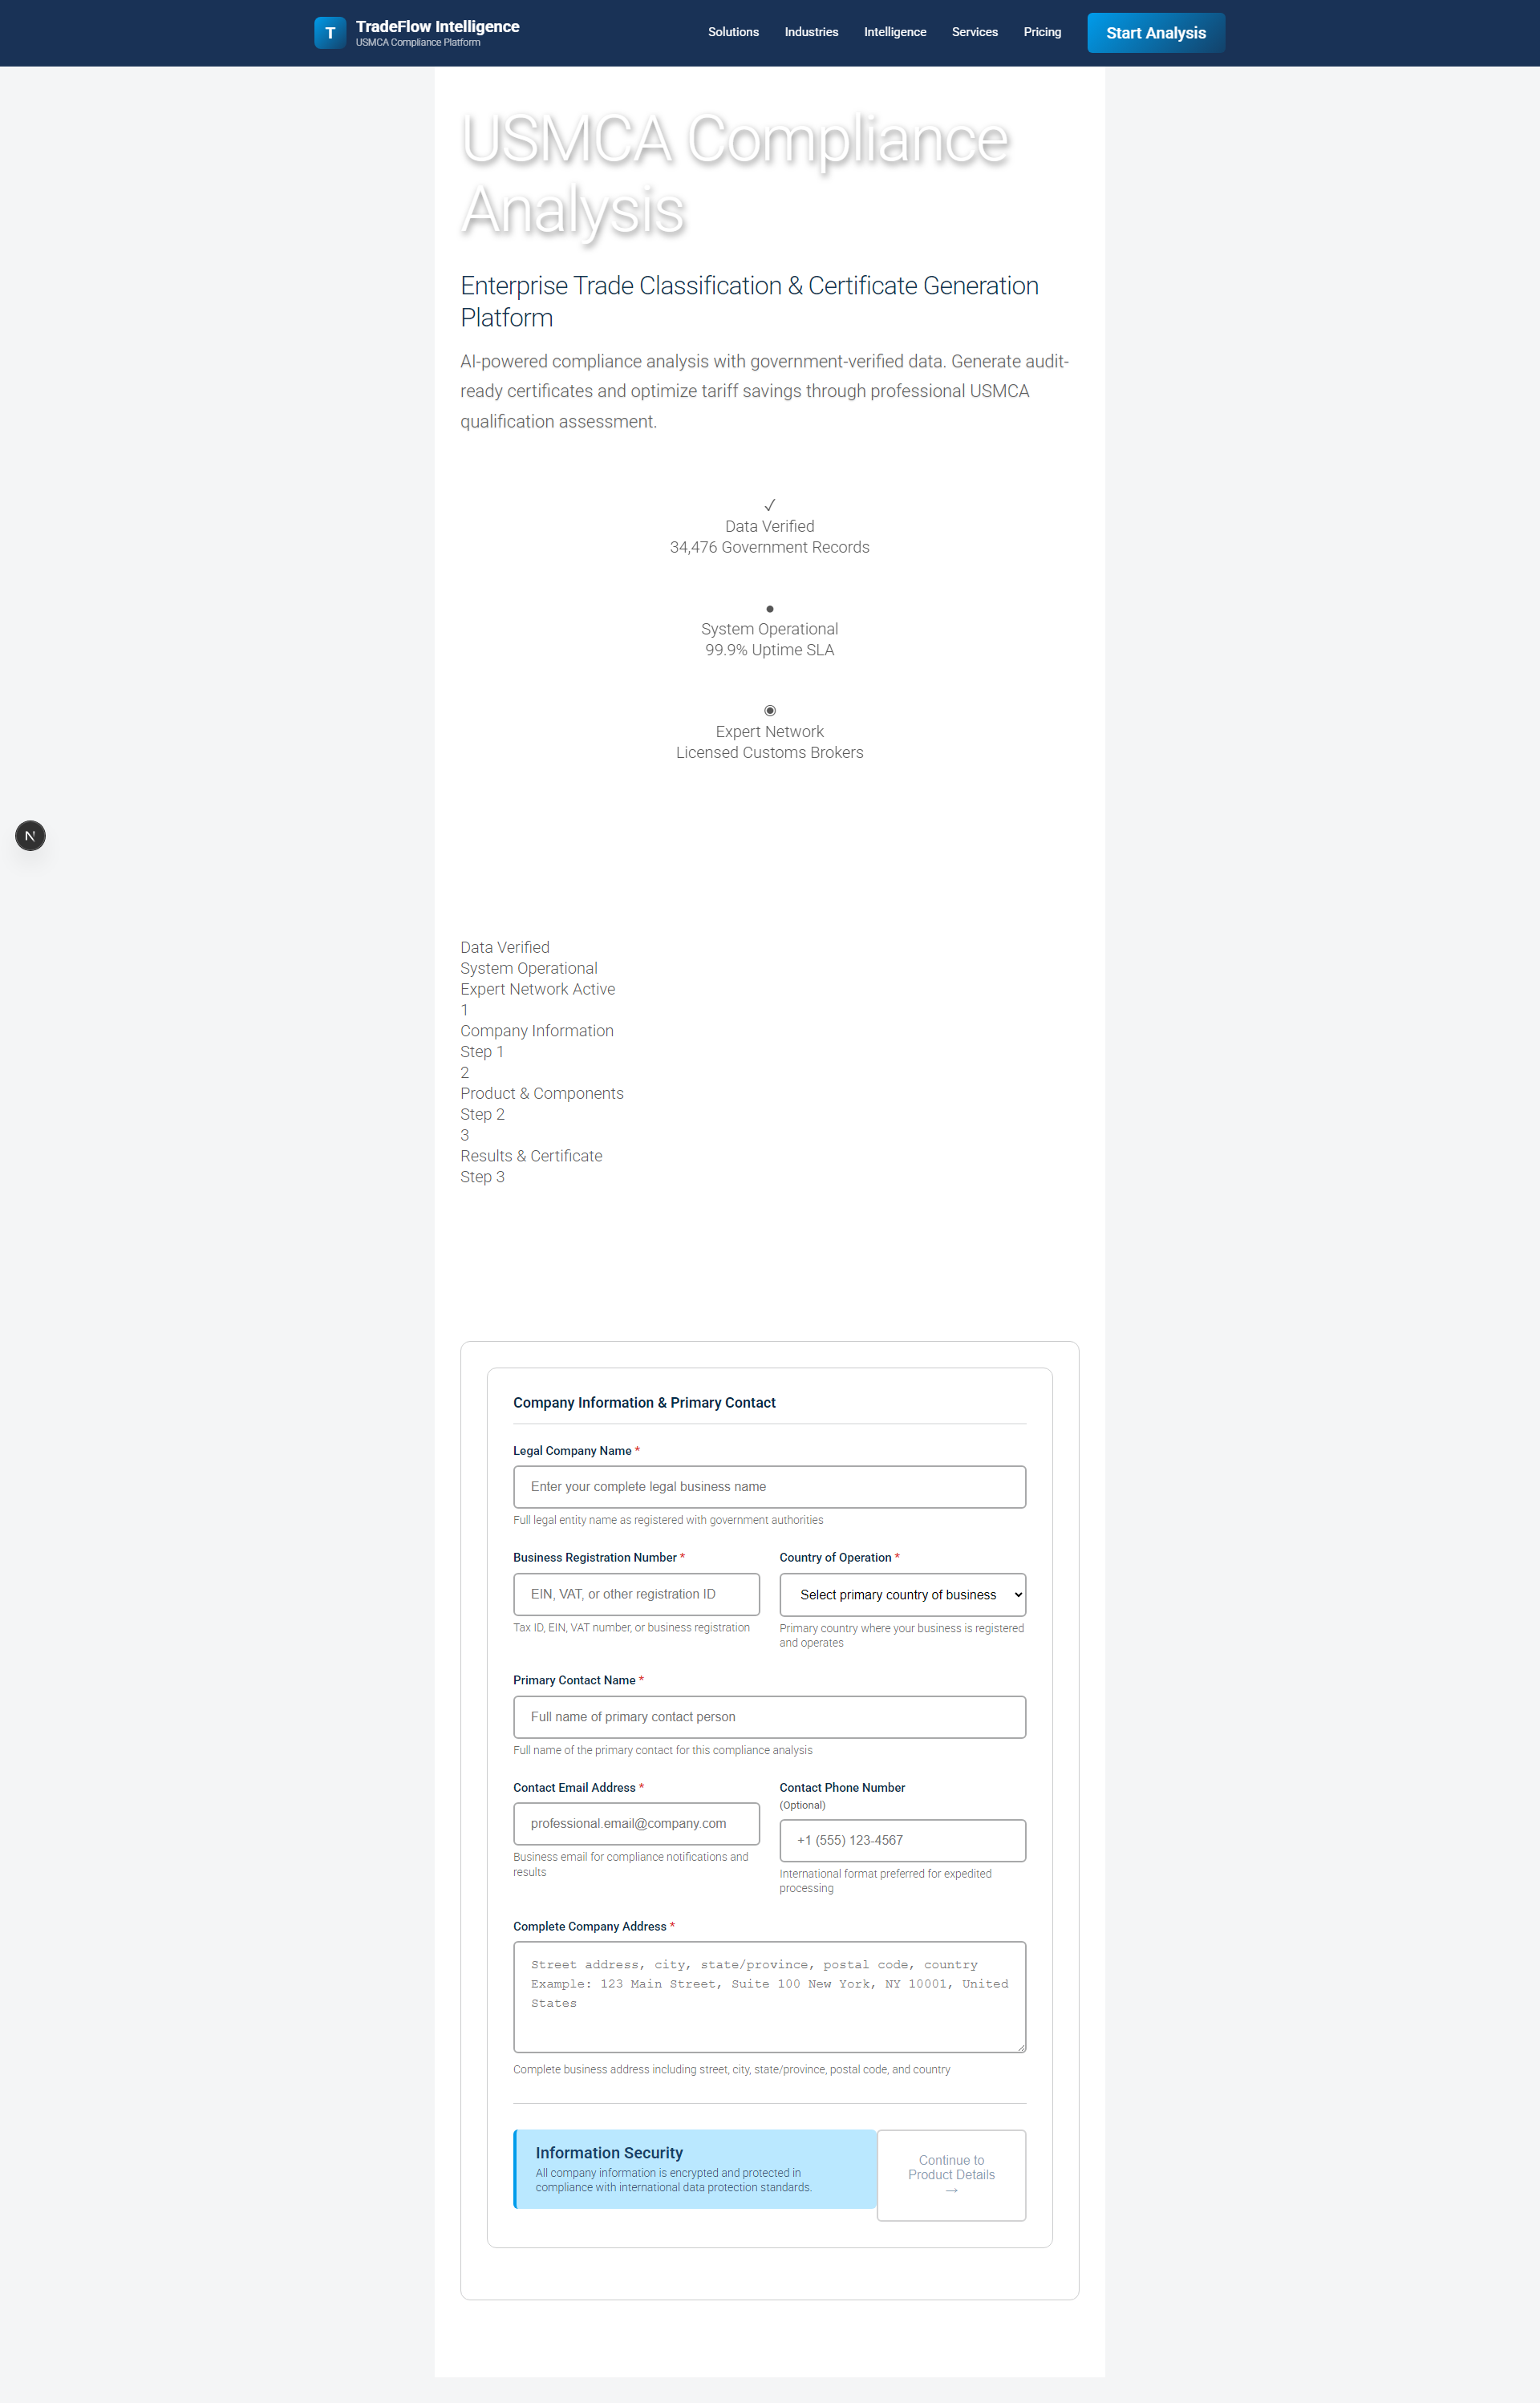 T
TradeFlow Intelligence
USMCA Compliance Platform
Solutions
Industries
Intelligence
Services
Pricing
Start Analysis
USMCA Compliance
Analysis
Enterprise Trade Classification & Certificate Generation
Platform
AI-powered compliance analysis with government-verified data. Generate audit-
ready certificates and optimize tariff savings through professional USMCA
qualification assessment.
✓
Data Verified
34,476 Government Records
●
System Operational
99.9% Uptime SLA
◉
Expert Network
Licensed Customs Brokers
N
Data Verified
System Operational
Expert Network Active
1
Company Information
Step 1
2
Product & Components
Step 2
3
Results & Certificate
Step 3
Company Information & Primary Contact
Legal Company Name *
Enter your complete legal business name
Full legal entity name as registered with government authorities
Business Registration Number *
EIN, VAT, or other registration ID
Tax ID, EIN, VAT number, or business registration
Country of Operation *
Select primary country of business
Primary country where your business is registered
and operates
Primary Contact Name *
Full name of primary contact person
Full name of the primary contact for this compliance analysis
Contact Email Address *
professional.email@company.com
Business email for compliance notifications and
results
Contact Phone Number
(Optional)
+1 (555) 123-4567
International format preferred for expedited
processing
Complete Company Address *
Street address, city, state/province, postal code, country
Example: 123 Main Street, Suite 100 New York, NY 10001, United
States
Complete business address including street, city, state/province, postal code, and country
Information Security
All company information is encrypted and protected in
compliance with international data protection standards.
Continue to
Product Details
→